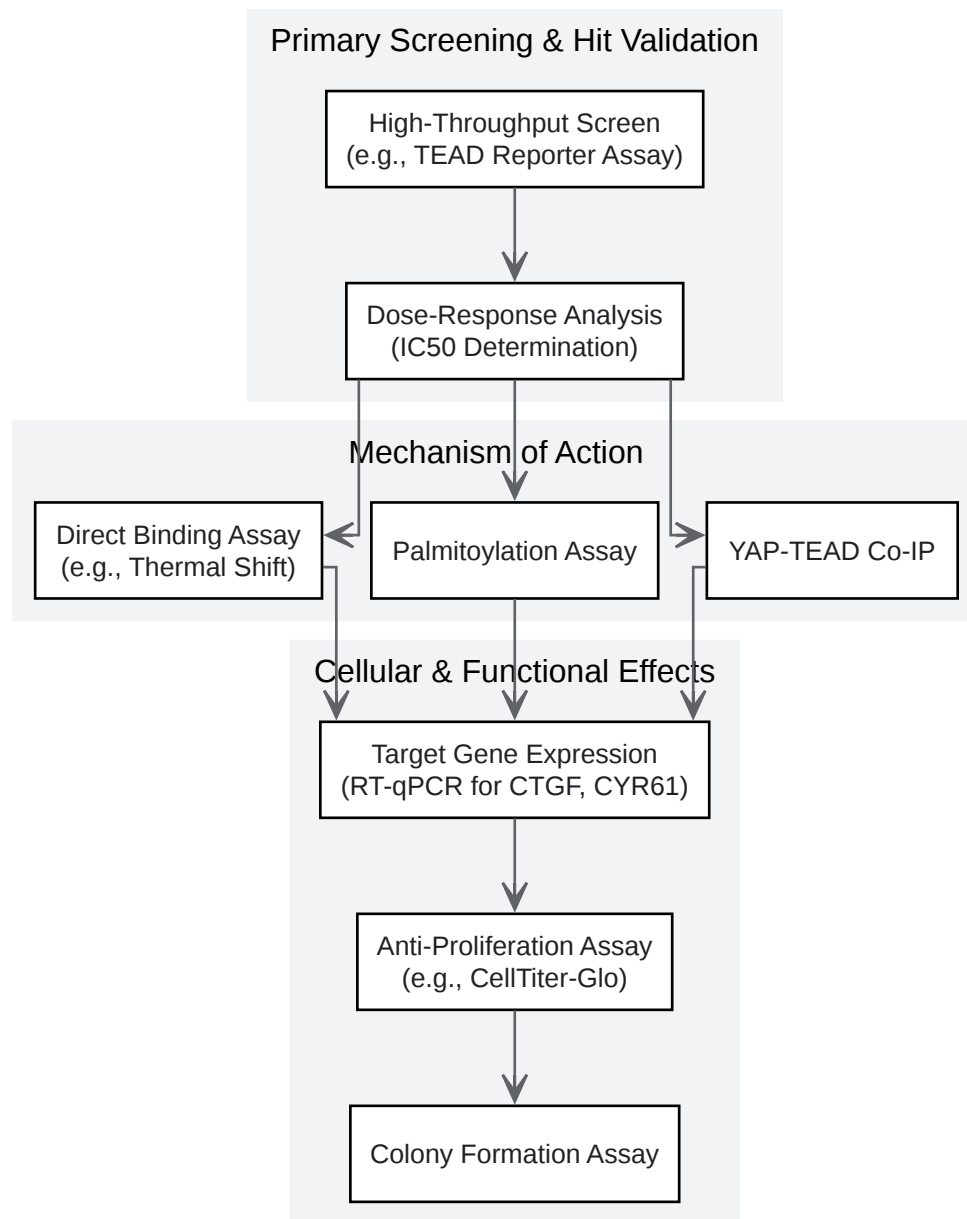 Primary Screening & Hit Validation
High-Throughput Screen
(e.g., TEAD Reporter Assay)
Dose-Response Analysis
(IC50 Determination)
Mechanism of Action
Direct Binding Assay
(e.g., Thermal Shift)
Palmitoylation Assay
YAP-TEAD Co-IP
Cellular & Functional Effects
Target Gene Expression
(RT-qPCR for CTGF, CYR61)
Anti-Proliferation Assay
(e.g., CellTiter-Glo)
Colony Formation Assay